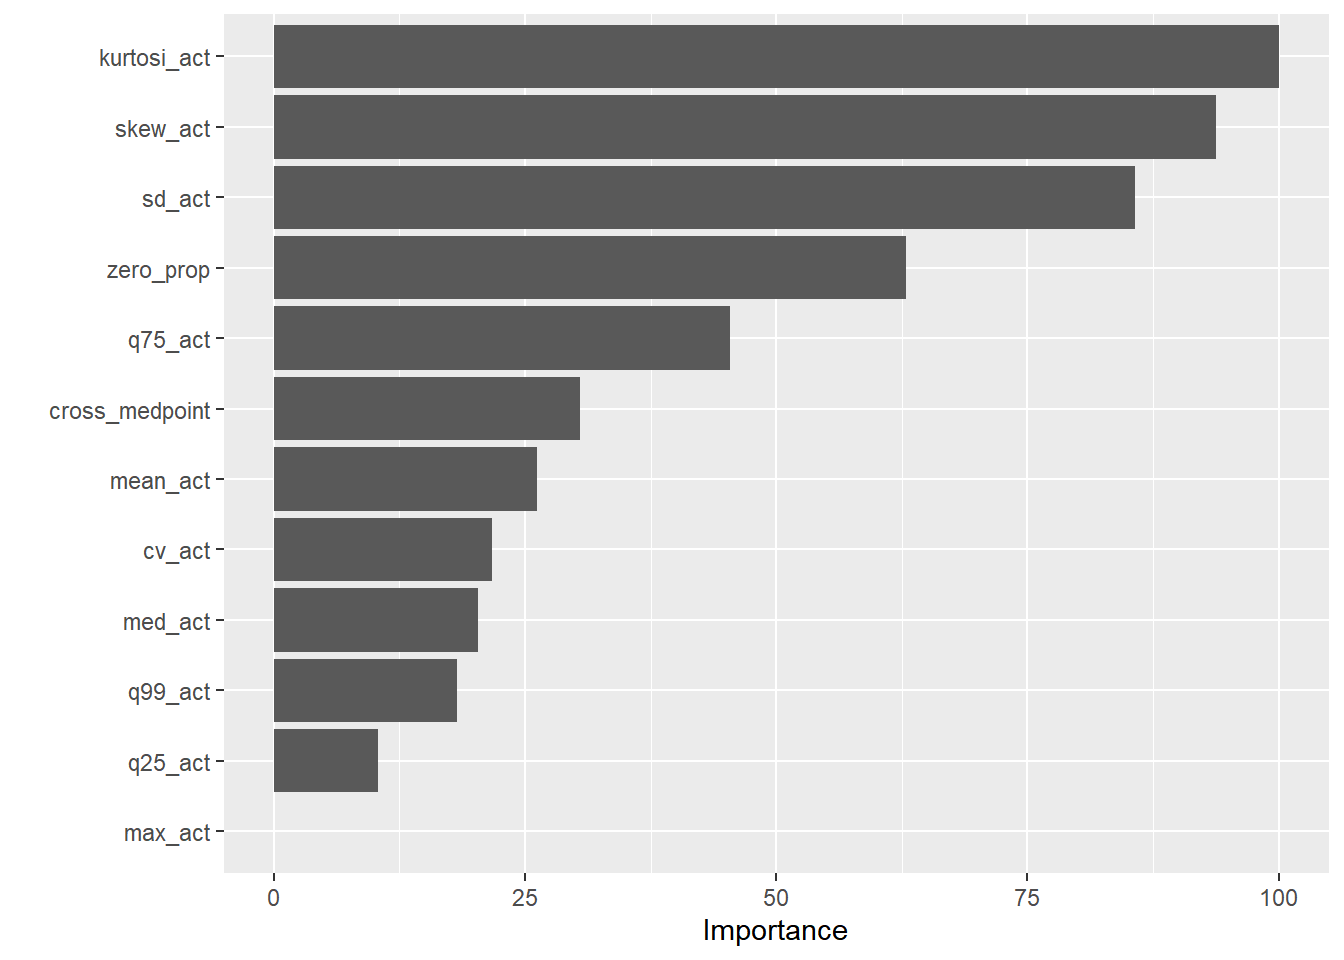 kurtosi_act
skew_act
sd_act
zero_prop
q75_act
cross_medpoint
mean_act
cv_act
med_act
q99_act
q25_act
max_act
0 25 50 75 100
Importance